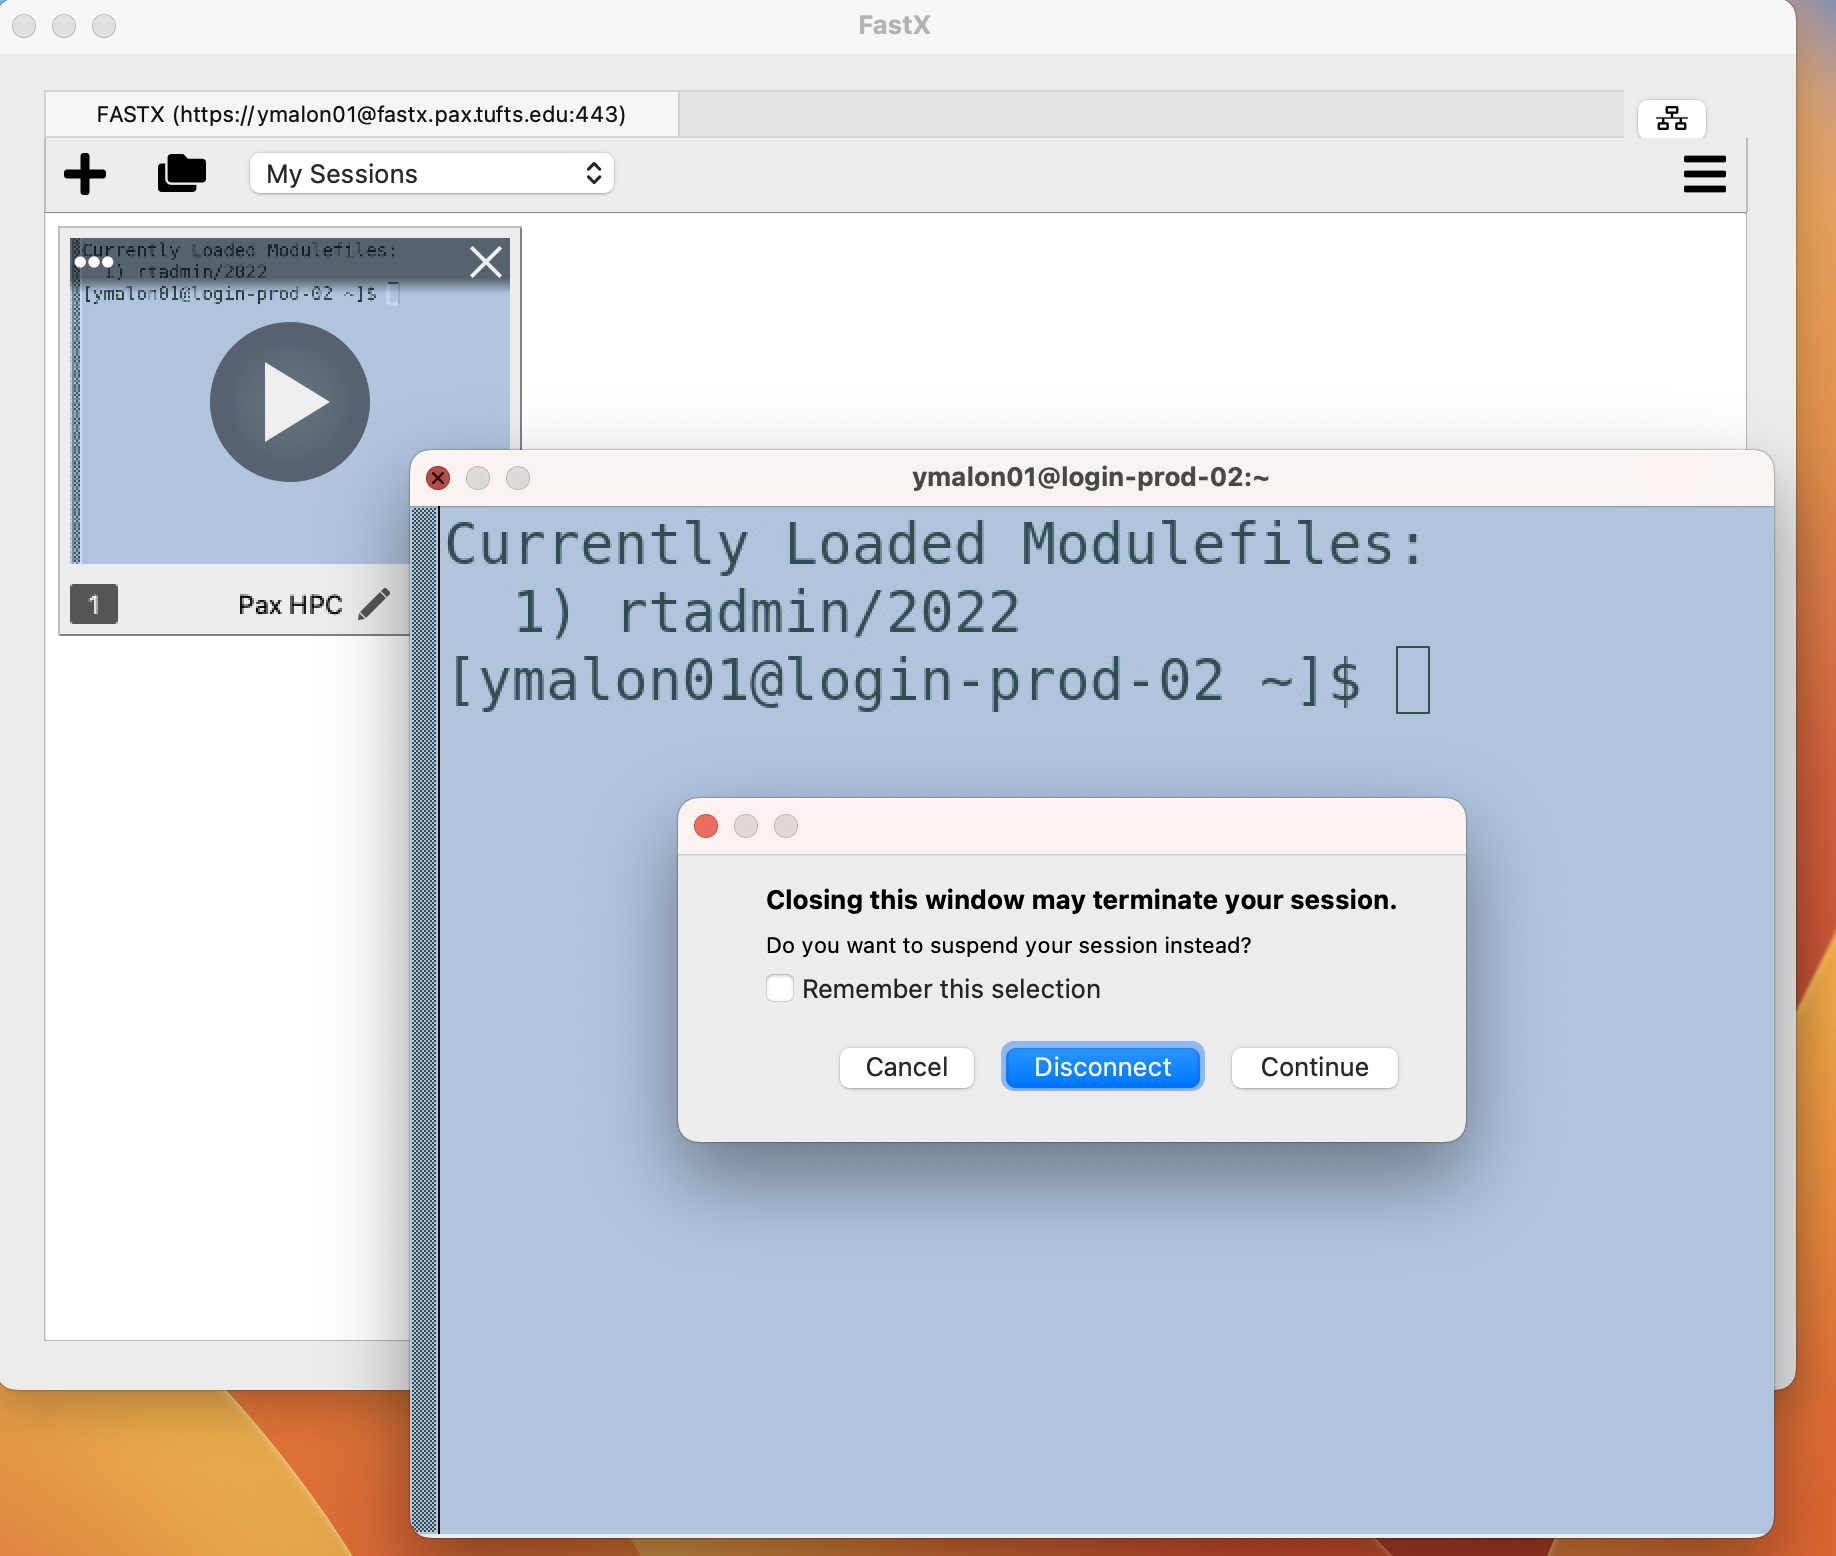 FastX
FASTX (https://ymalon01@fastx.pax.tufts.edu:443)
My Sessions
Currently Loaded Modulefiles:
1) rtadmin/2022
[ymalon01@login-prod-02 ~]$
1
Pax HPC
ymalon01@login-prod-02:~
Currently Loaded Modulefiles:
1) rtadmin/2022
[ymalon01@login-prod-02 ~]$
Closing this window may terminate your session.
Do you want to suspend your session instead?
Remember this selection
Cancel Disconnect Continue